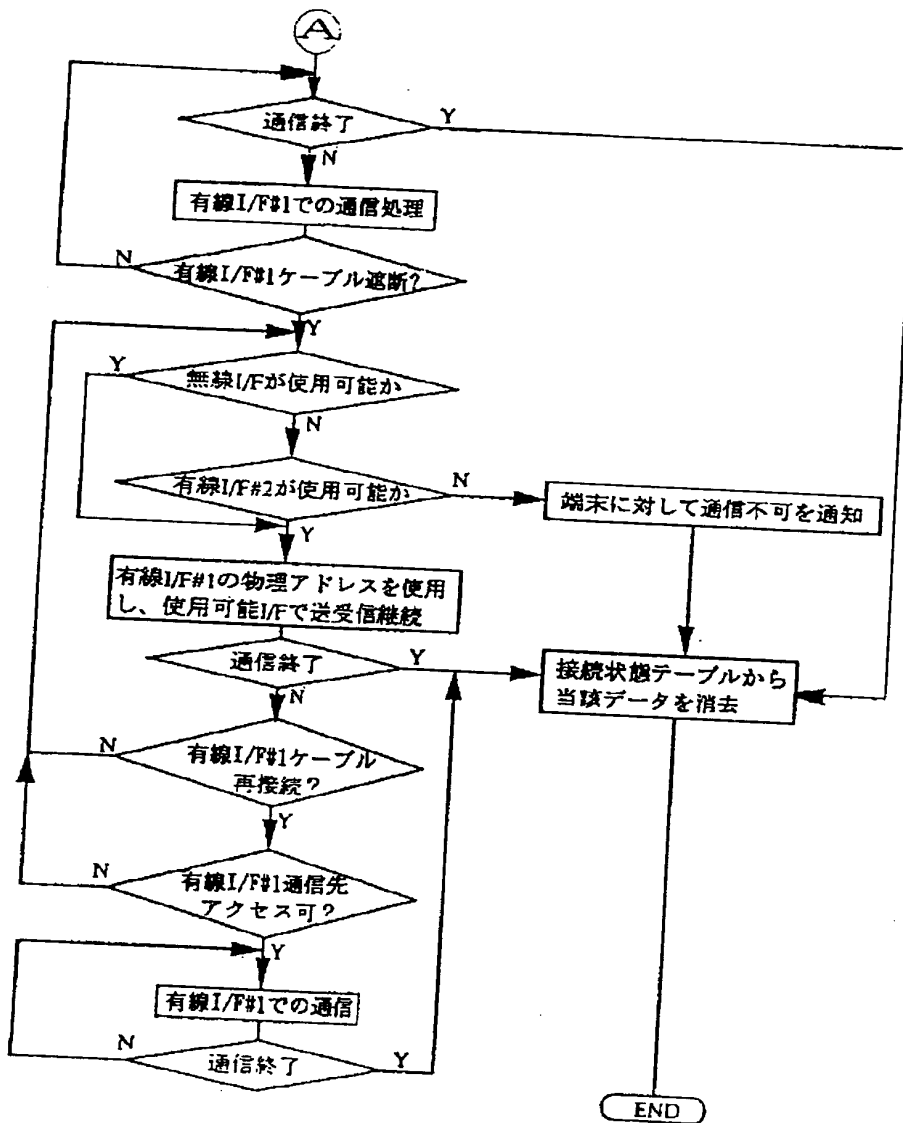 A
通信終了
Y
N
有線I/F#1での通信処理
N
有線I/F#1ケーブル遮断?
Y
Y
無線I/Fが使用可能か
N
有線I/F#2が使用可能か
N
端末に対して通信不可を通知
Y
有線I/F#1の物理アドレスを使用
し、使用可能I/Fで送受信継続
通信終了
Y
接続状態テーブルから
当該データを消去
N
N
有線I/F#1ケーブル
再接続?
Y
N
有線I/F#1通信先
アクセス可?
Y
有線I/F#1での通信
N
通信終了
Y
END